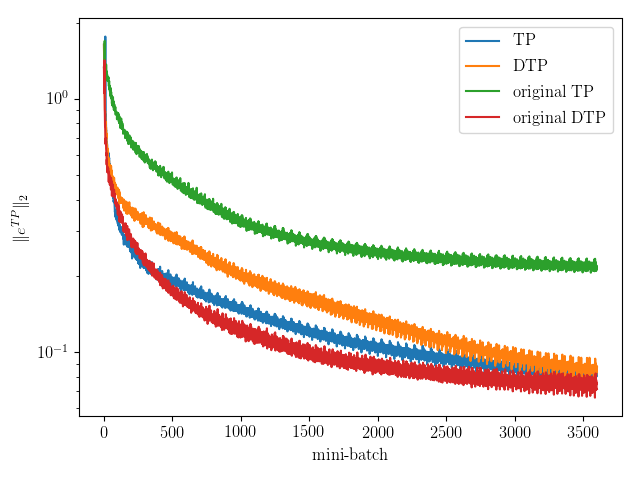 TP
DTP
original TP
original DTP
10⁰
10⁻¹
‖e^{TP}‖₂
0 500 1000 1500 2000 2500 3000 3500
mini-batch